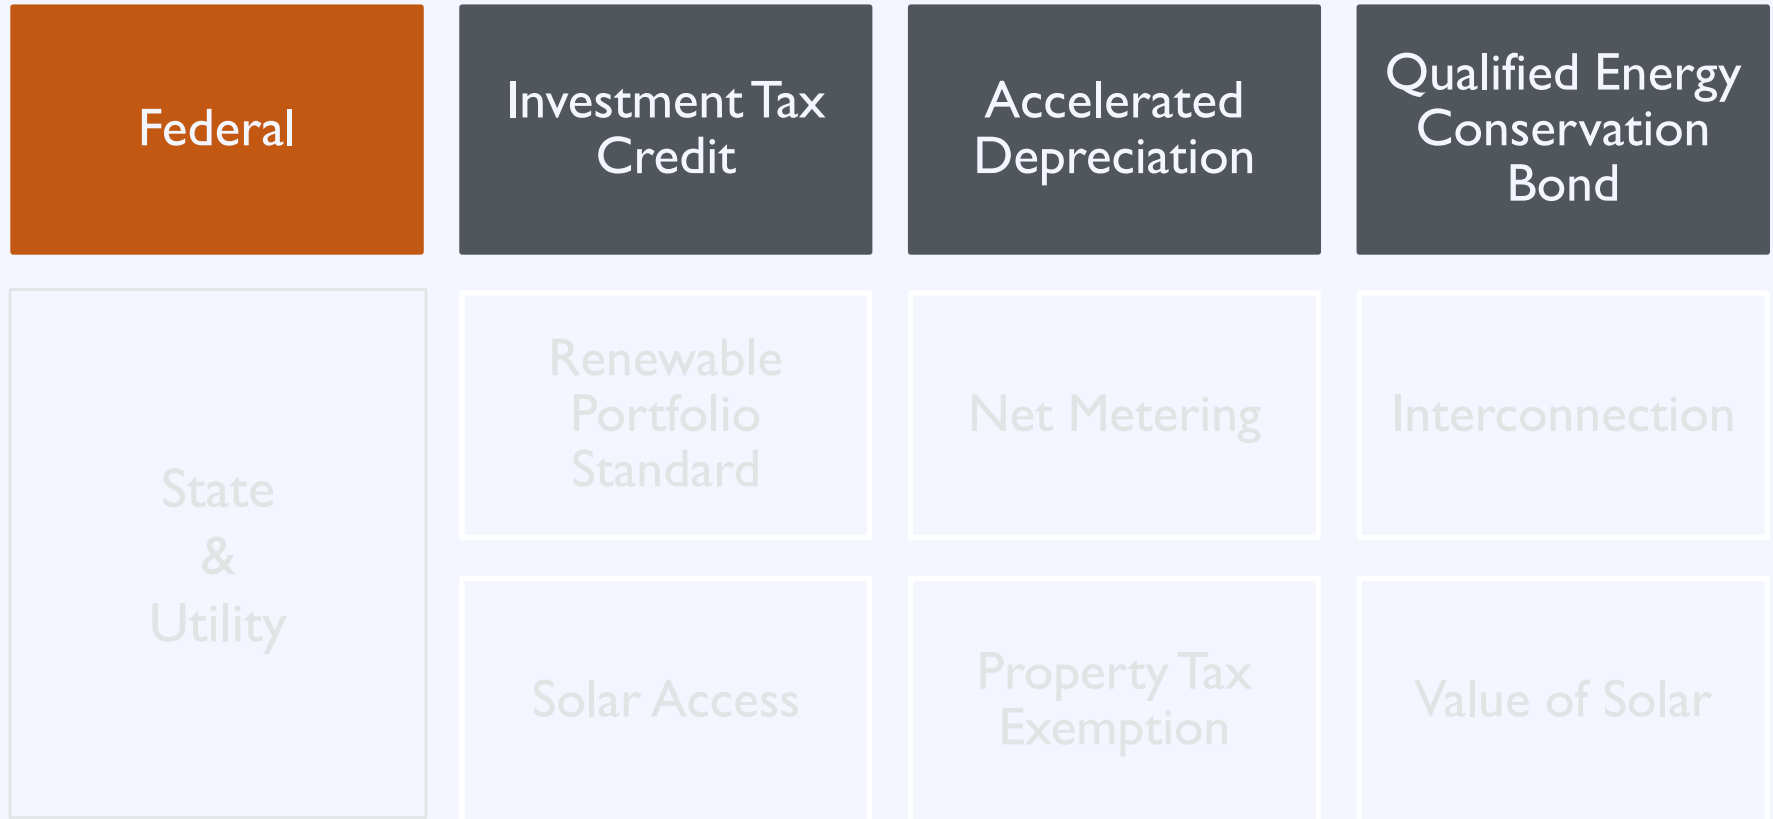 Federal
Investment Tax
Credit
Accelerated
Depreciation
Qualified Energy
Conservation
Bond
State
&
Utility
Renewable
Portfolio
Standard
Net Metering
Interconnection
Solar Access
Property Tax
Exemption
Value of Solar